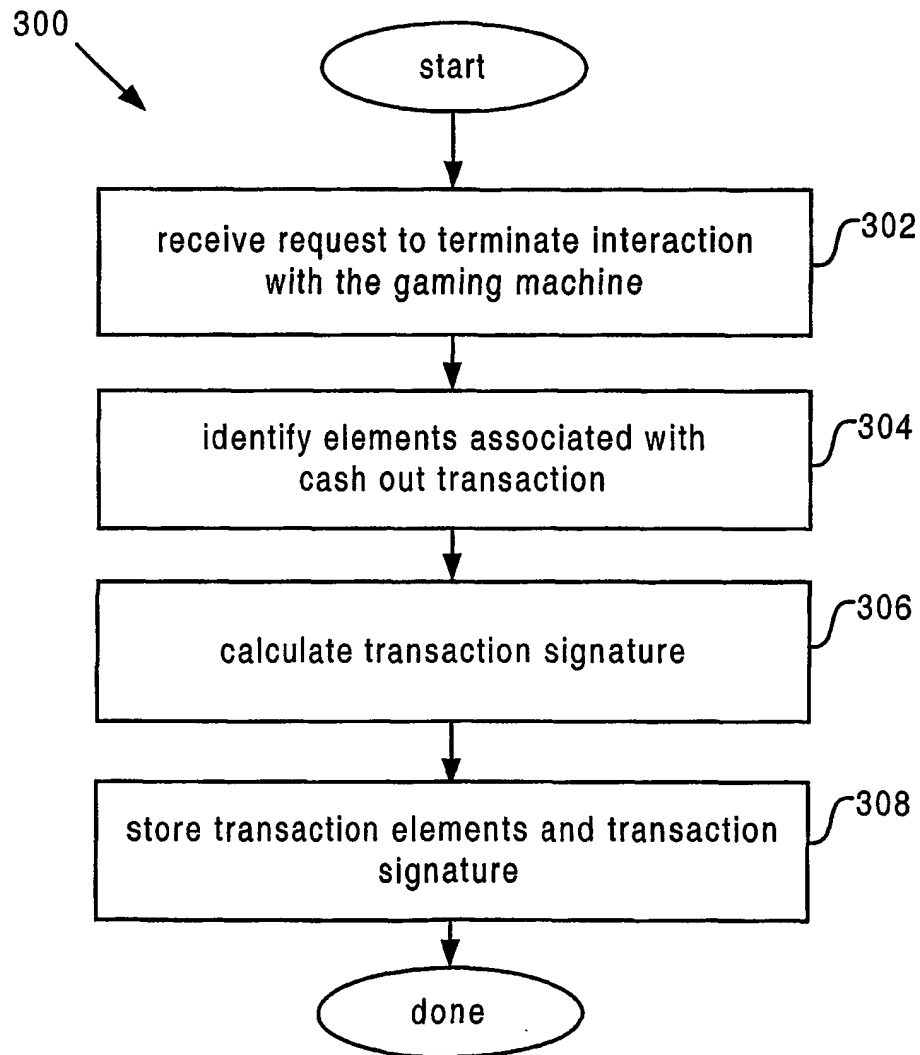 300
start
receive request to terminate interaction
with the gaming machine
302
identify elements associated with
cash out transaction
304
calculate transaction signature
306
store transaction elements and transaction
signature
308
done